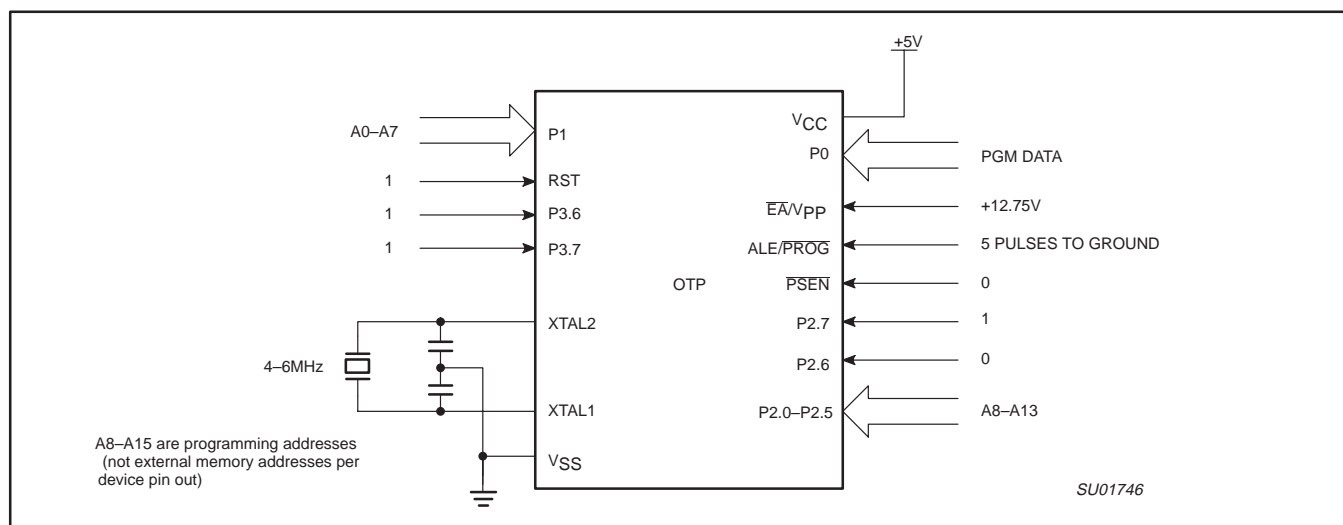 +5V
A0–A7
P1
VCC
P0
PGM DATA
1
RST
1
P3.6
EA/VPP
+12.75V
1
P3.7
ALE/PROG
5 PULSES TO GROUND
OTP
PSEN
0
XTAL2
P2.7
1
4–6MHz
P2.6
0
XTAL1
P2.0–P2.5
A8–A13
A8–A15 are programming addresses
(not external memory addresses per
device pin out)
VSS
SU01746